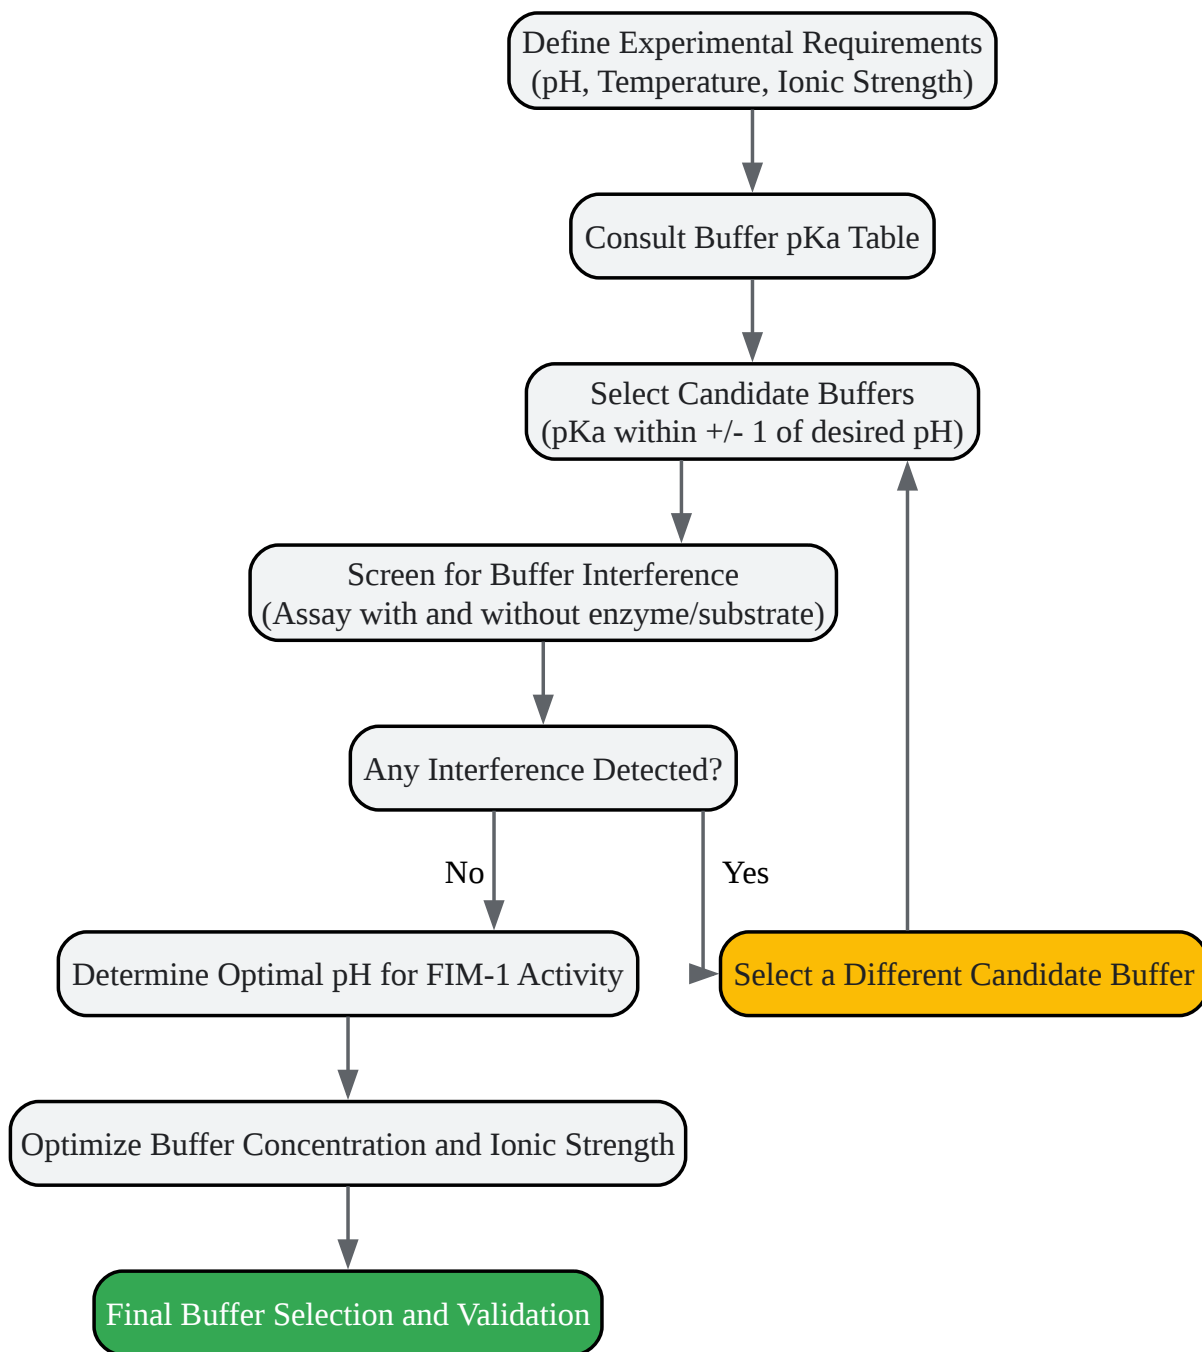 Define Experimental Requirements
(pH, Temperature, Ionic Strength)
Consult Buffer pKa Table
Select Candidate Buffers
(pKa within +/- 1 of desired pH)
Screen for Buffer Interference
(Assay with and without enzyme/substrate)
Any Interference Detected?
No
Yes
Determine Optimal pH for FIM-1 Activity
Select a Different Candidate Buffer
Optimize Buffer Concentration and Ionic Strength
Final Buffer Selection and Validation